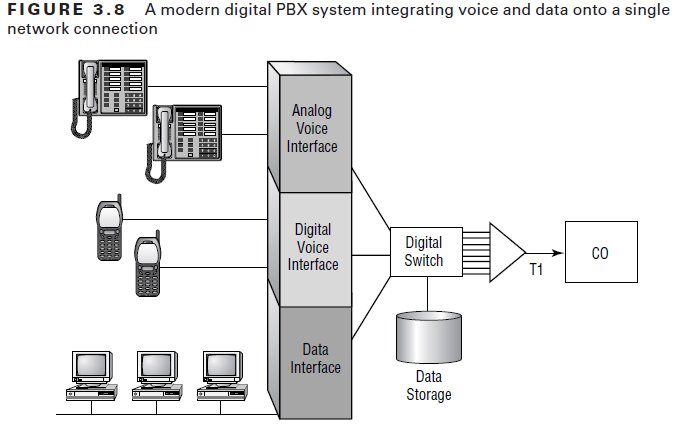 FIGURE 3.8 A modern digital PBX system integrating voice and data onto a single
network connection
Analog
Voice
Interface
Digital
Voice
Interface
Data
Interface
Digital
Switch
T1
CO
Data
Storage